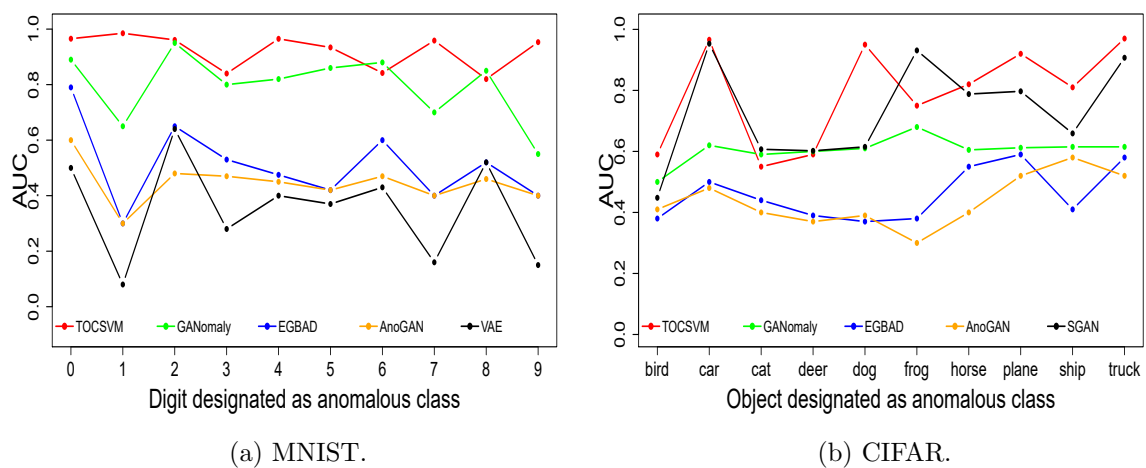 1.0
0.8
0.6
0.4
0.2
0.0
AUC
TOCSVM GANomaly EGBAD AnoGAN VAE
0 1 2 3 4 5 6 7 8 9
Digit designated as anomalous class
(a) MNIST.
1.0
0.8
0.6
0.4
0.2
0.0
AUC
TOCSVM GANomaly EGBAD AnoGAN SGAN
bird car cat deer dog frog horse plane ship truck
Object designated as anomalous class
(b) CIFAR.